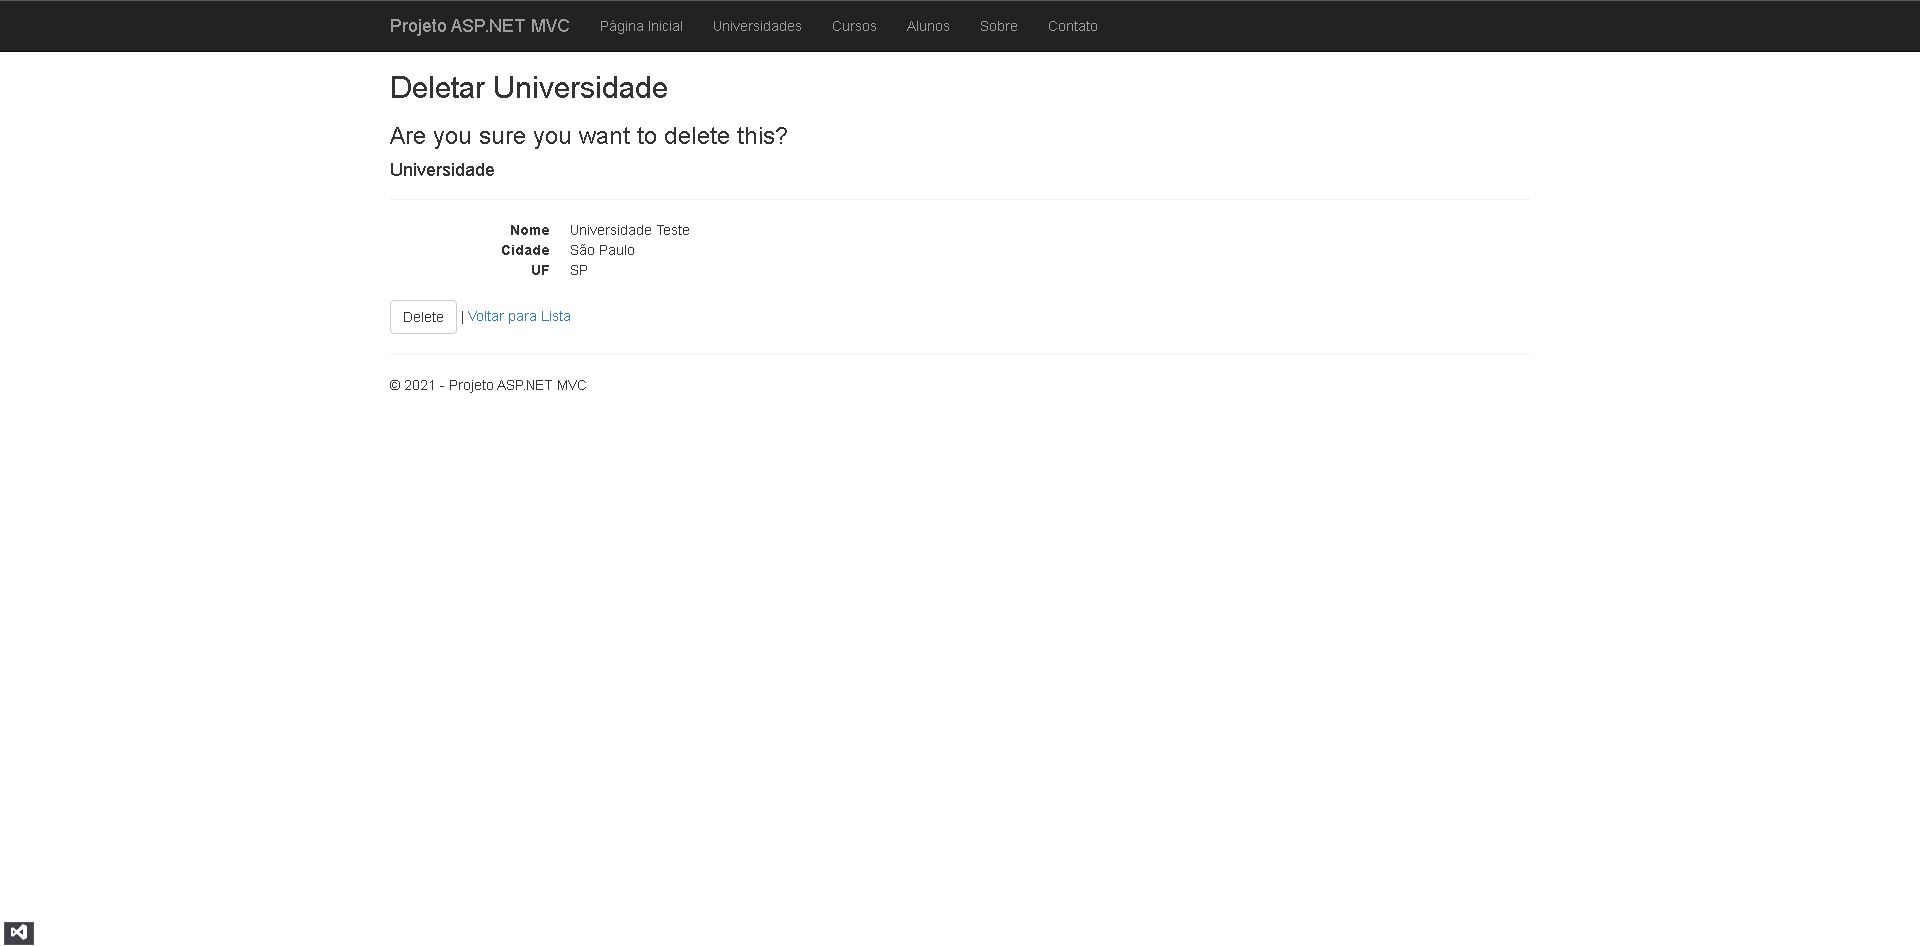 Projeto ASP.NET MVC Página Inicial Universidades Cursos Alunos Sobre Contato
Deletar Universidade
Are you sure you want to delete this?
Universidade
Nome Universidade Teste
Cidade São Paulo
UF SP
Delete | Voltar para Lista
© 2021 - Projeto ASP.NET MVC